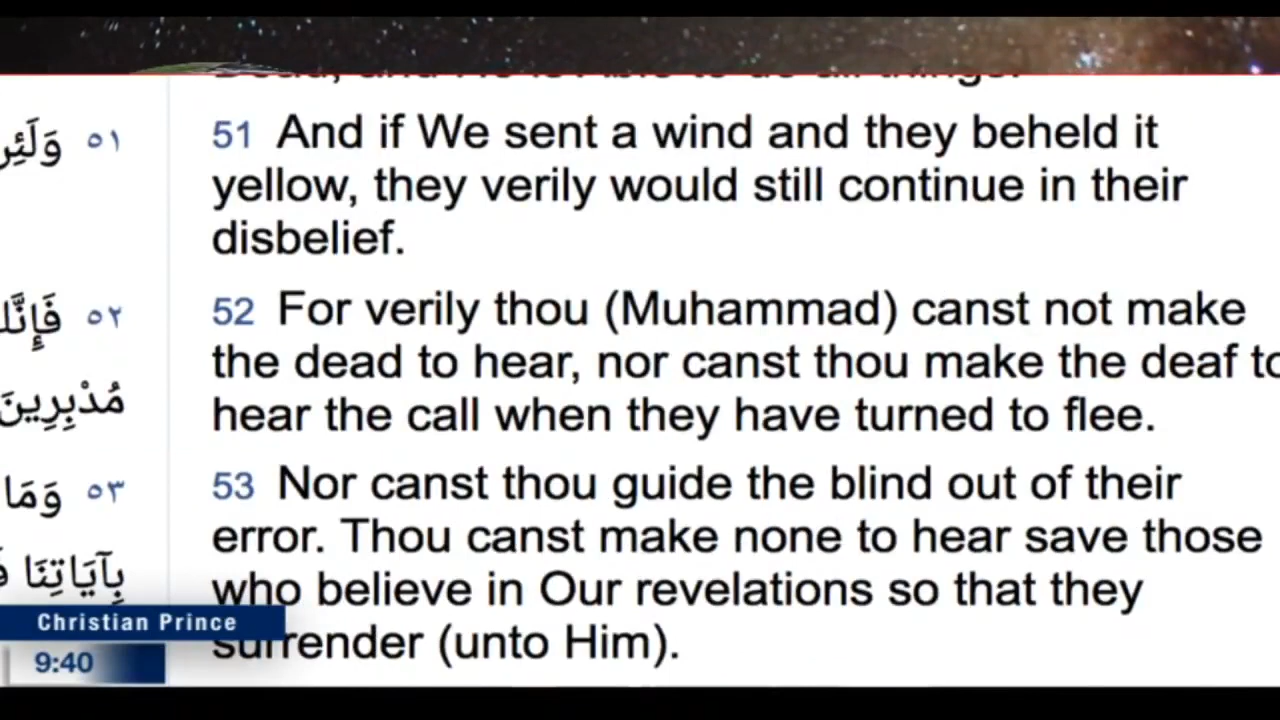 51 And if We sent a wind and they beheld it
yellow, they verily would still continue in their
disbelief.
52 For verily thou (Muhammad) canst not make
the dead to hear, nor canst thou make the deaf to
hear the call when they have turned to flee.
53 Nor canst thou guide the blind out of their
error. Thou canst make none to hear save those
who believe in Our revelations so that they
surrender (unto Him).
٥١ وَلَئِنْ
٥٢
مُدْبِرِينَ
٥٣ وَمَا
بِآيَاتِنَا
Christian Prince
9:40